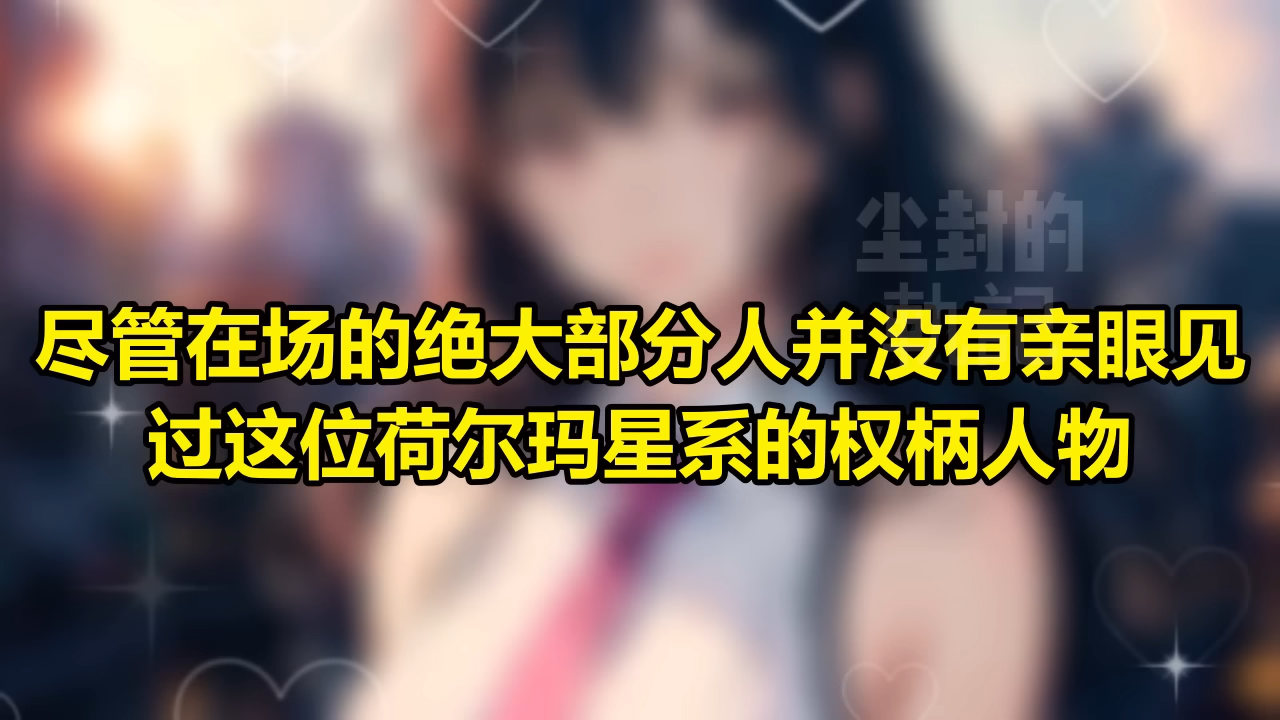 尘封的
尽管在场的绝大部分人并没有亲眼见
过这位荷尔玛星系的权柄人物